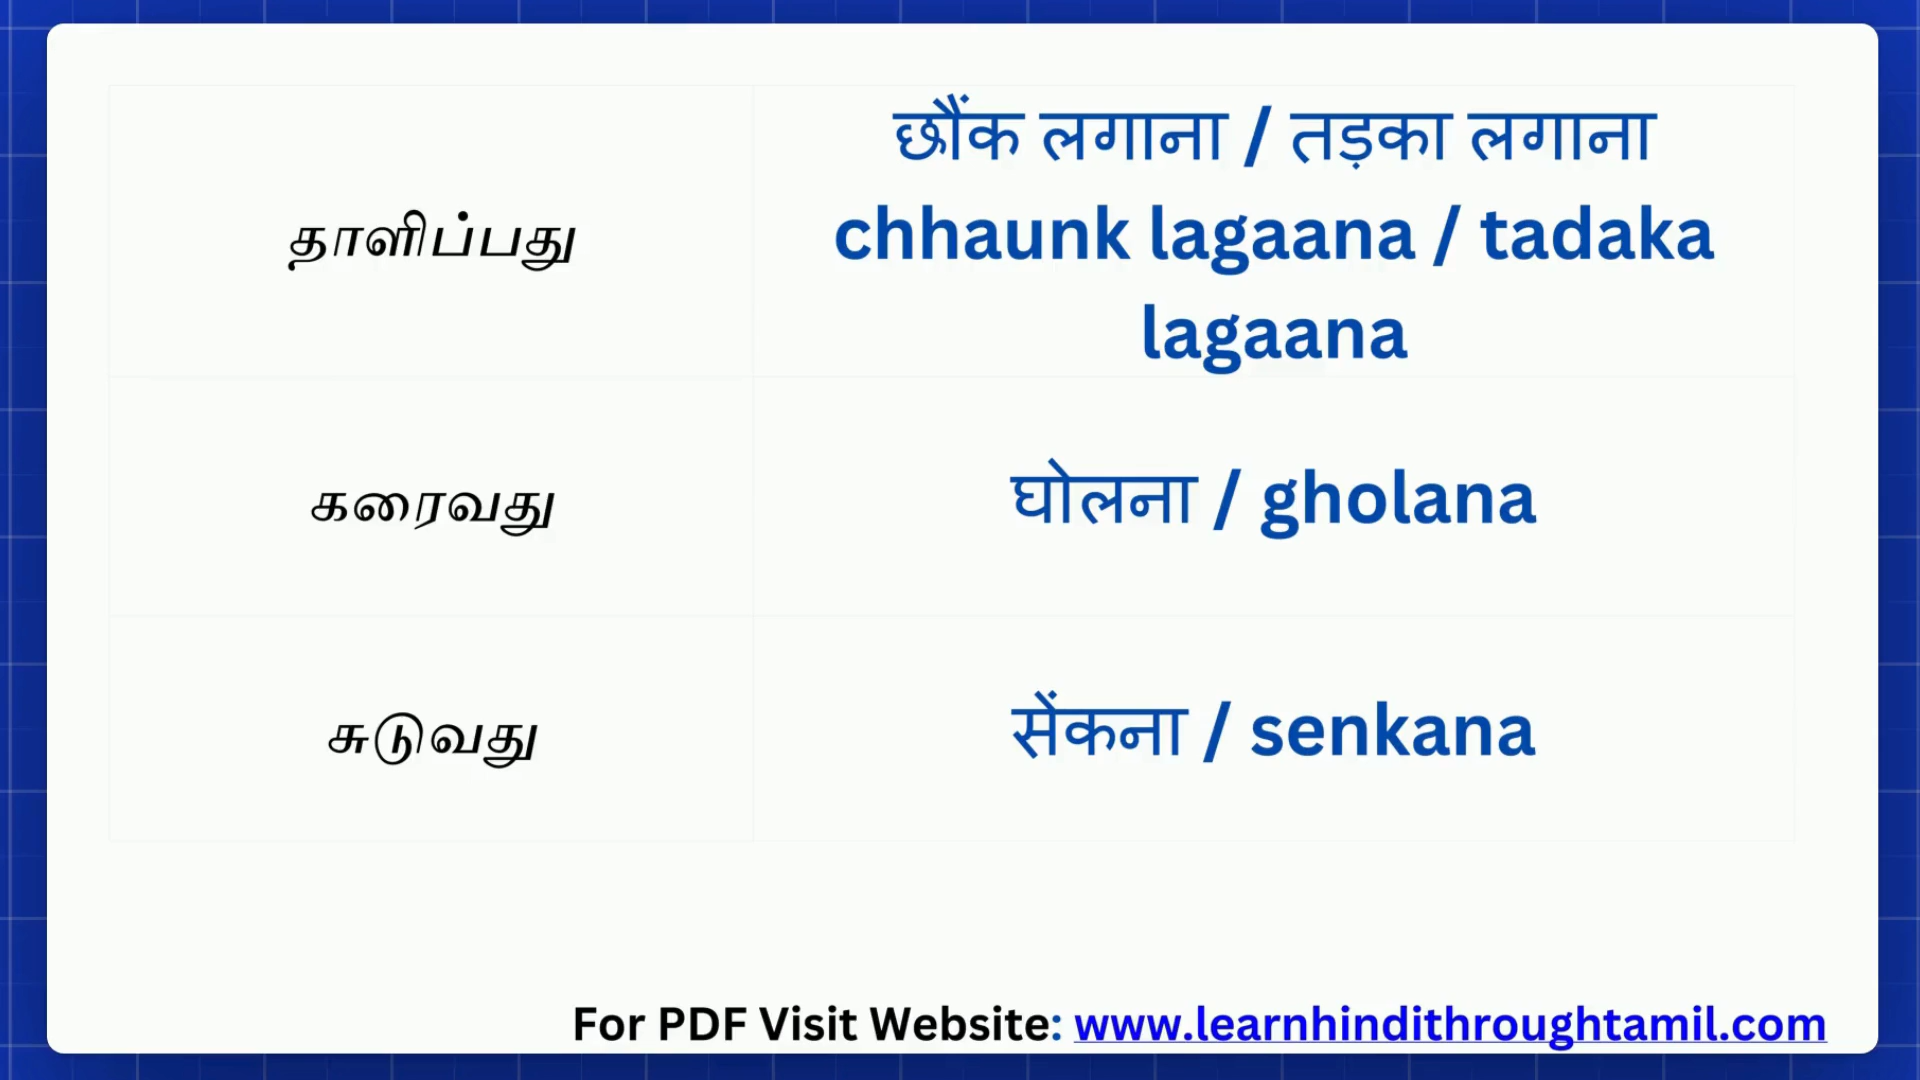 தாளிப்பது
छौंक लगाना / तड़का लगाना
chhaunk lagaana / tadaka
lagaana
கரைவது
घोलना / gholana
சுடுவது
सेंकना / senkana
For PDF Visit Website: www.learnhindithroughtamil.com